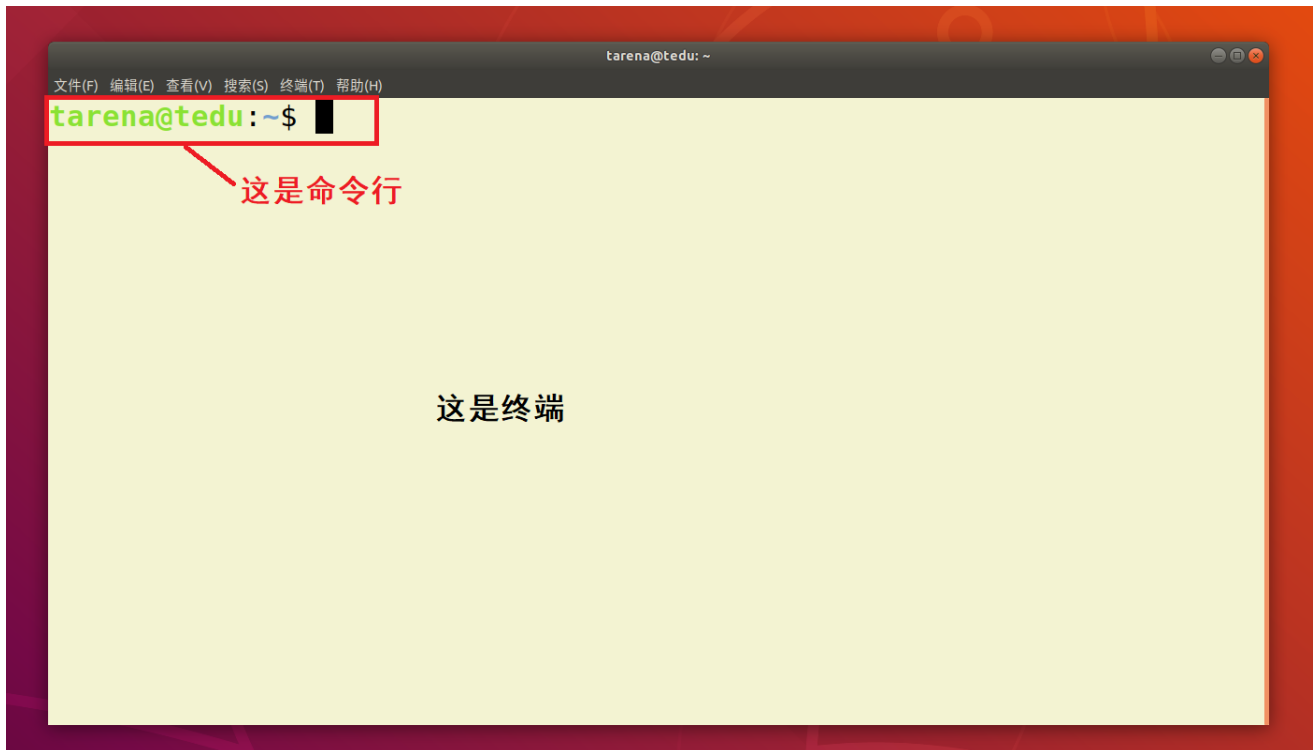 tarena@tedu: ~
文件(F) 编辑(E) 查看(V) 搜索(S) 终端(T) 帮助(H)
tarena@tedu:~$
这是命令行
这是终端